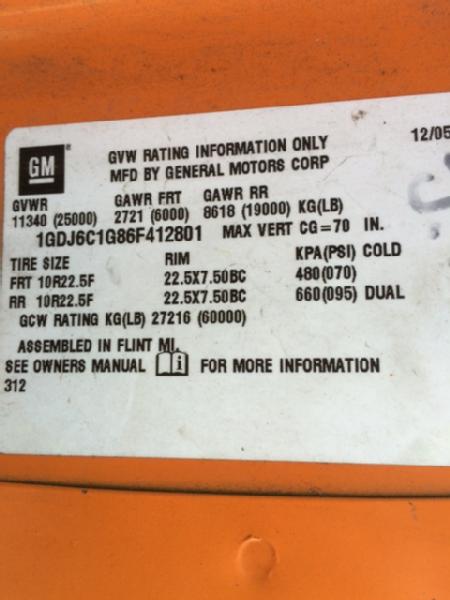 GM ®
GVW RATING INFORMATION ONLY 12/05
MFD BY GENERAL MOTORS CORP
GVWR GAWR FRT GAWR RR
11340 (25000) 2721 (6000) 8618 (19000) KG(LB)
1GDJ6C1G86F412801 MAX VERT CG=70 IN.
TIRE SIZE RIM KPA(PSI) COLD
FRT 10R22.5F 22.5X7.50BC 480(070)
RR 10R22.5F 22.5X7.50BC 660(095) DUAL
GCW RATING KG(LB) 27216 (60000)
ASSEMBLED IN FLINT MI.
SEE OWNERS MANUAL i FOR MORE INFORMATION
312